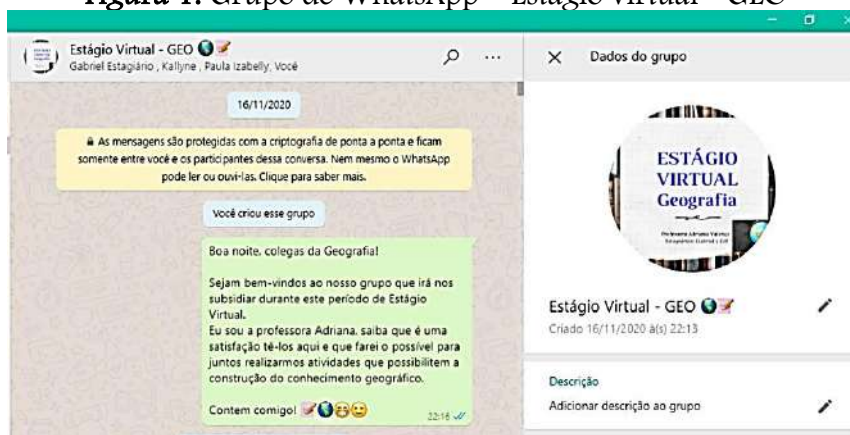 Figura 1: Grupo de WhatsApp – Estágio virtual - GEO
Estágio Virtual - GEO 🌎📝
Gabriel Estagiário , Kallyne , Paula Izabelly, Você
16/11/2020
As mensagens são protegidas com a criptografia de ponta a ponta e ficam
somente entre você e os participantes dessa conversa. Nem mesmo o WhatsApp
pode ler ou ouvi-las. Clique para saber mais.
Você criou esse grupo
Boa noite, colegas da Geografia!
Sejam bem-vindos ao nosso grupo que irá nos
subsidiar durante este período de Estágio
Virtual.
Eu sou a professora Adriana, saiba que é uma
satisfação tê-los aqui e que farei o possível para
juntos realizarmos atividades que possibilitem a
construção do conhecimento geográfico.
Contem comigo! 📝🌎😁😉
22:16
Dados do grupo
ESTÁGIO
VIRTUAL
Geografia
Estágio Virtual - GEO 🌎📝
Criado 16/11/2020 à(s) 22:13
Descrição
Adicionar descrição ao grupo